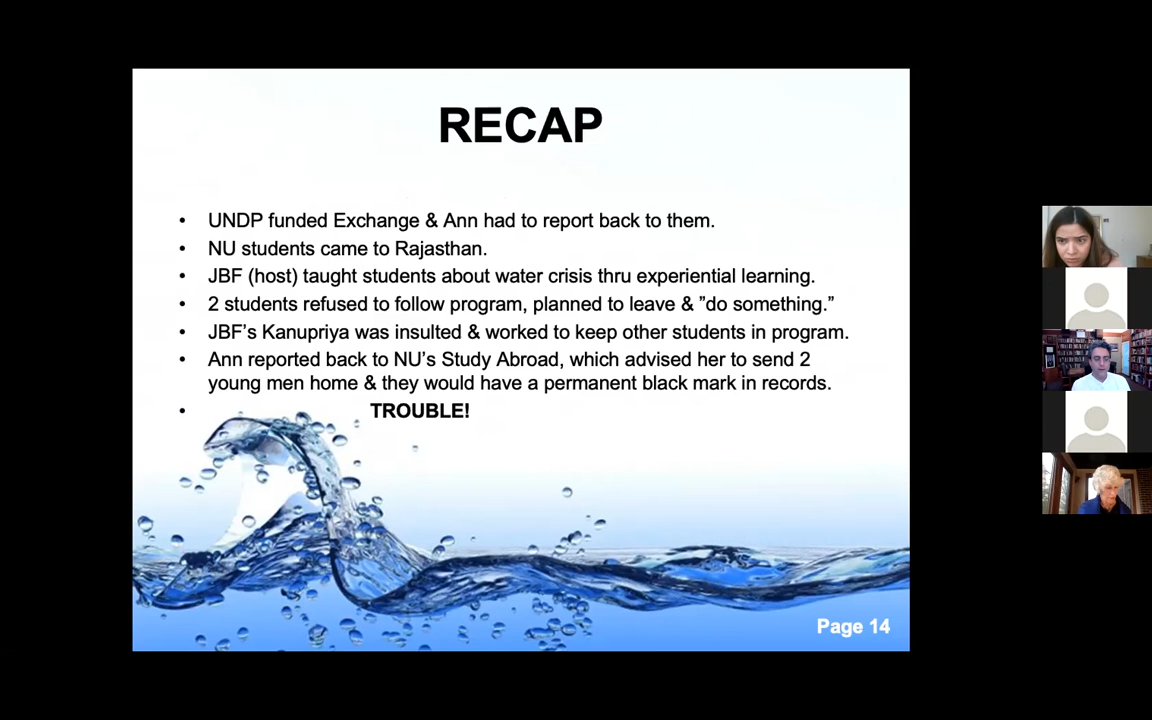 RECAP
• UNDP funded Exchange & Ann had to report back to them.
• NU students came to Rajasthan.
• JBF (host) taught students about water crisis thru experiential learning.
• 2 students refused to follow program, planned to leave & ”do something.”
• JBF’s Kanupriya was insulted & worked to keep other students in program.
• Ann reported back to NU’s Study Abroad, which advised her to send 2
young men home & they would have a permanent black mark in records.
• TROUBLE!
Page 14